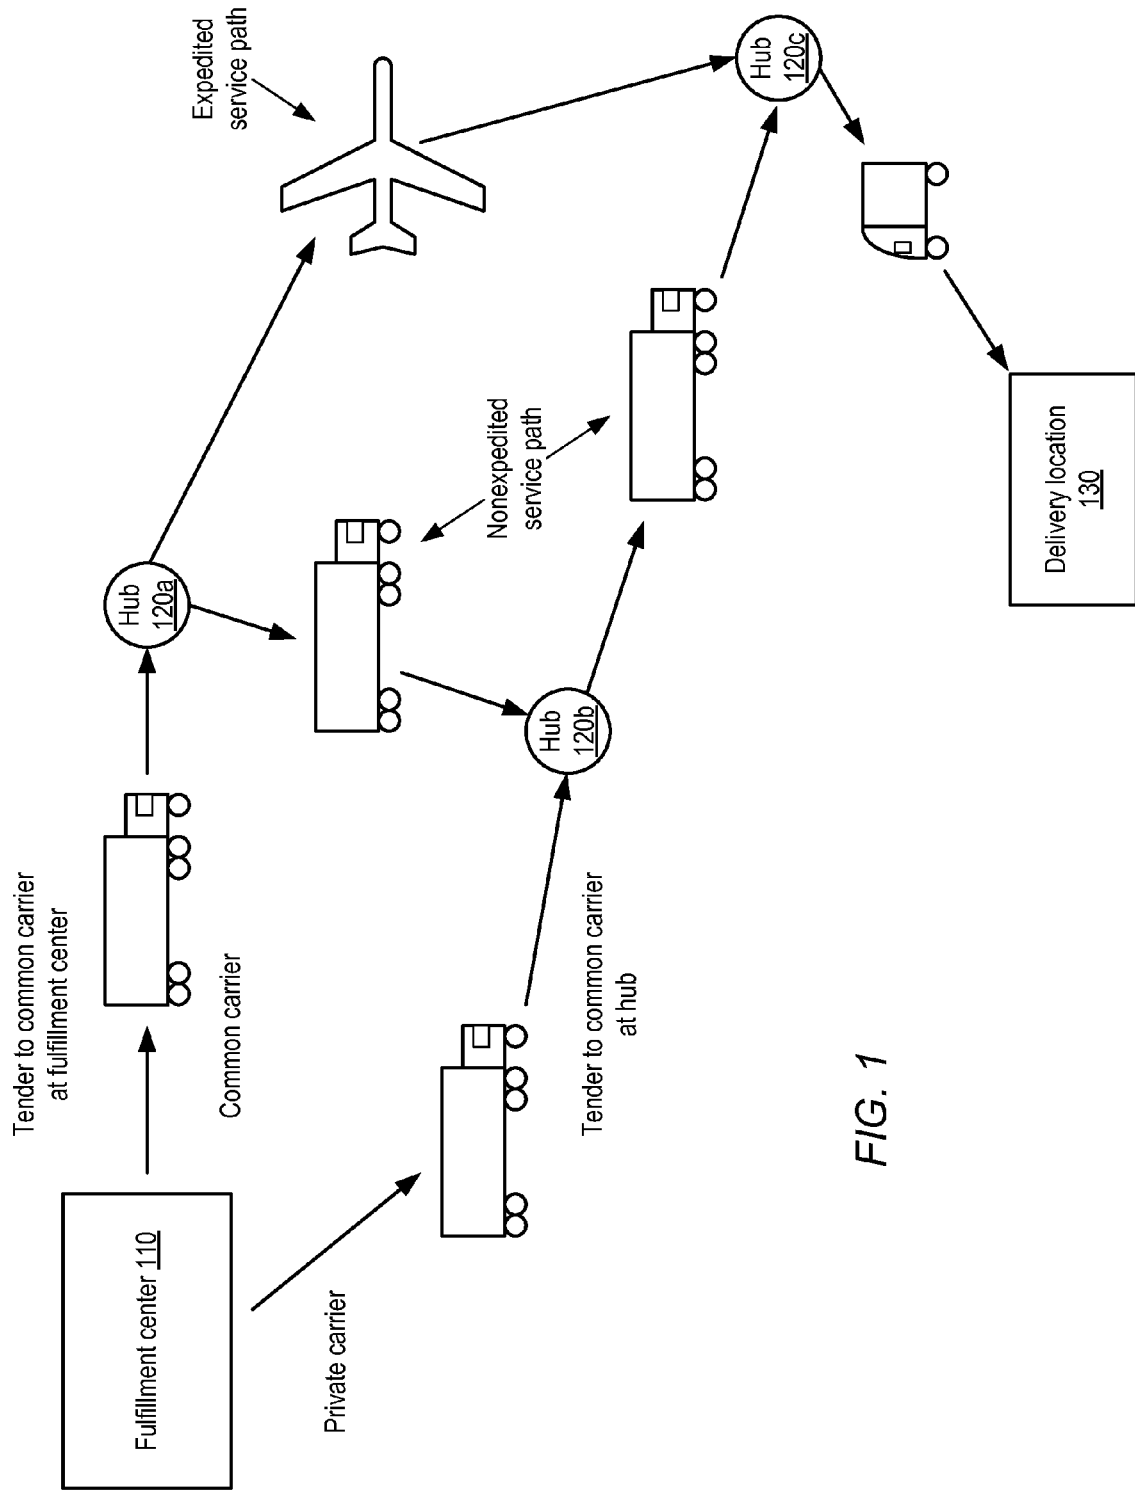 Fulfillment center 110
Tender to common carrier
at fulfillment center
Common carrier
Private carrier
Tender to common carrier
at hub
Hub
120a
Hub
120b
Nonexpedited
service path
Expedited
service path
Hub
120c
Delivery location
130
FIG. 1